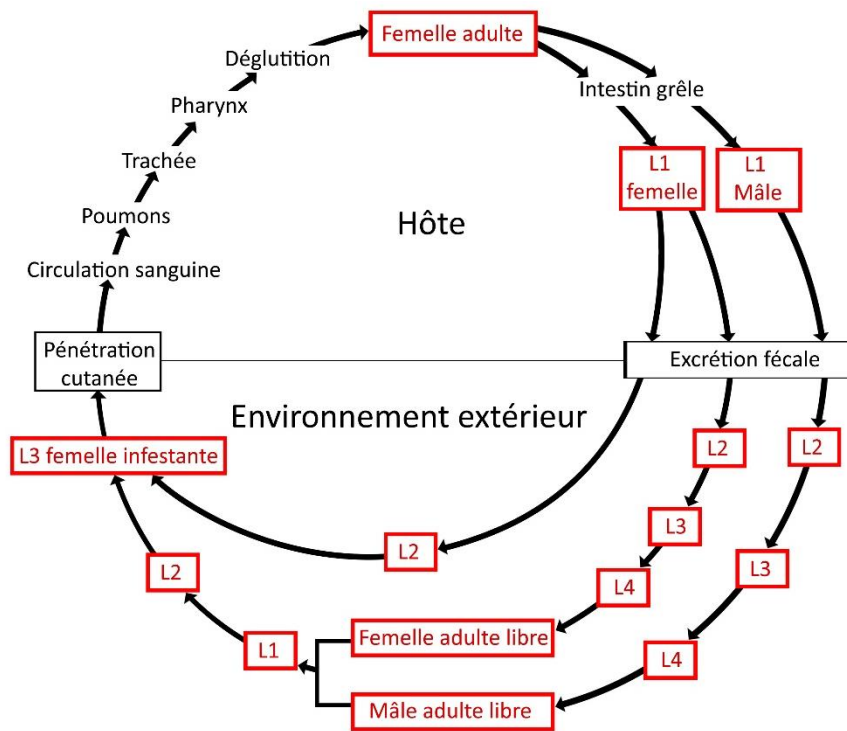 Femelle adulte
Déglutition
Intestin grêle
Pharynx
Trachée
L1
femelle
L1
Mâle
Poumons
Hôte
Circulation sanguine
Pénétration
cutanée
Excrétion fécale
Environnement extérieur
L3 femelle infestante
L2
L2
L3
L2
L2
L3
L4
Femelle adulte libre
L1
L4
Mâle adulte libre